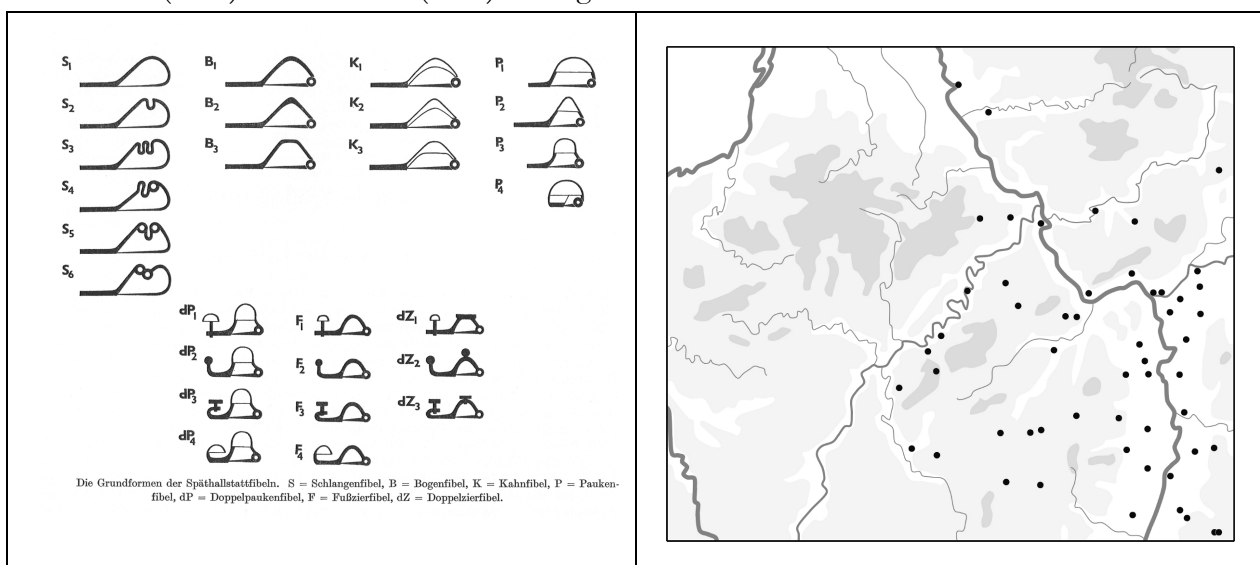 S1
S2
S3
S4
S5
S6
B1
B2
B3
K1
K2
K3
P1
P2
P3
P4
dP1
dP2
dP3
dP4
F1
F2
F3
F4
dZ1
dZ2
dZ3
Die Grundformen der Späthallstattfibeln. S = Schlangenfibel, B = Bogenfibel, K = Kahnfibel, P = Pauken-
fibel, dP = Doppelpaukenfibel, F = Fußzierfibel, dZ = Doppelzierfibel.